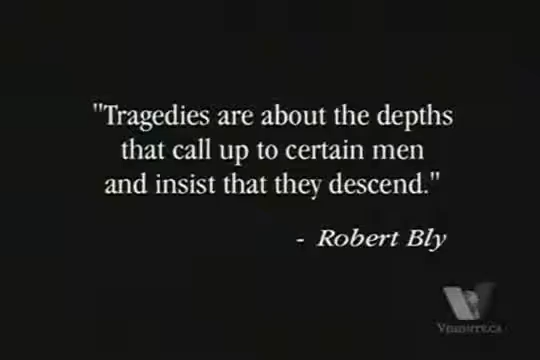 "Tragedies are about the depths
that call up to certain men
and insist that they descend."
- Robert Bly